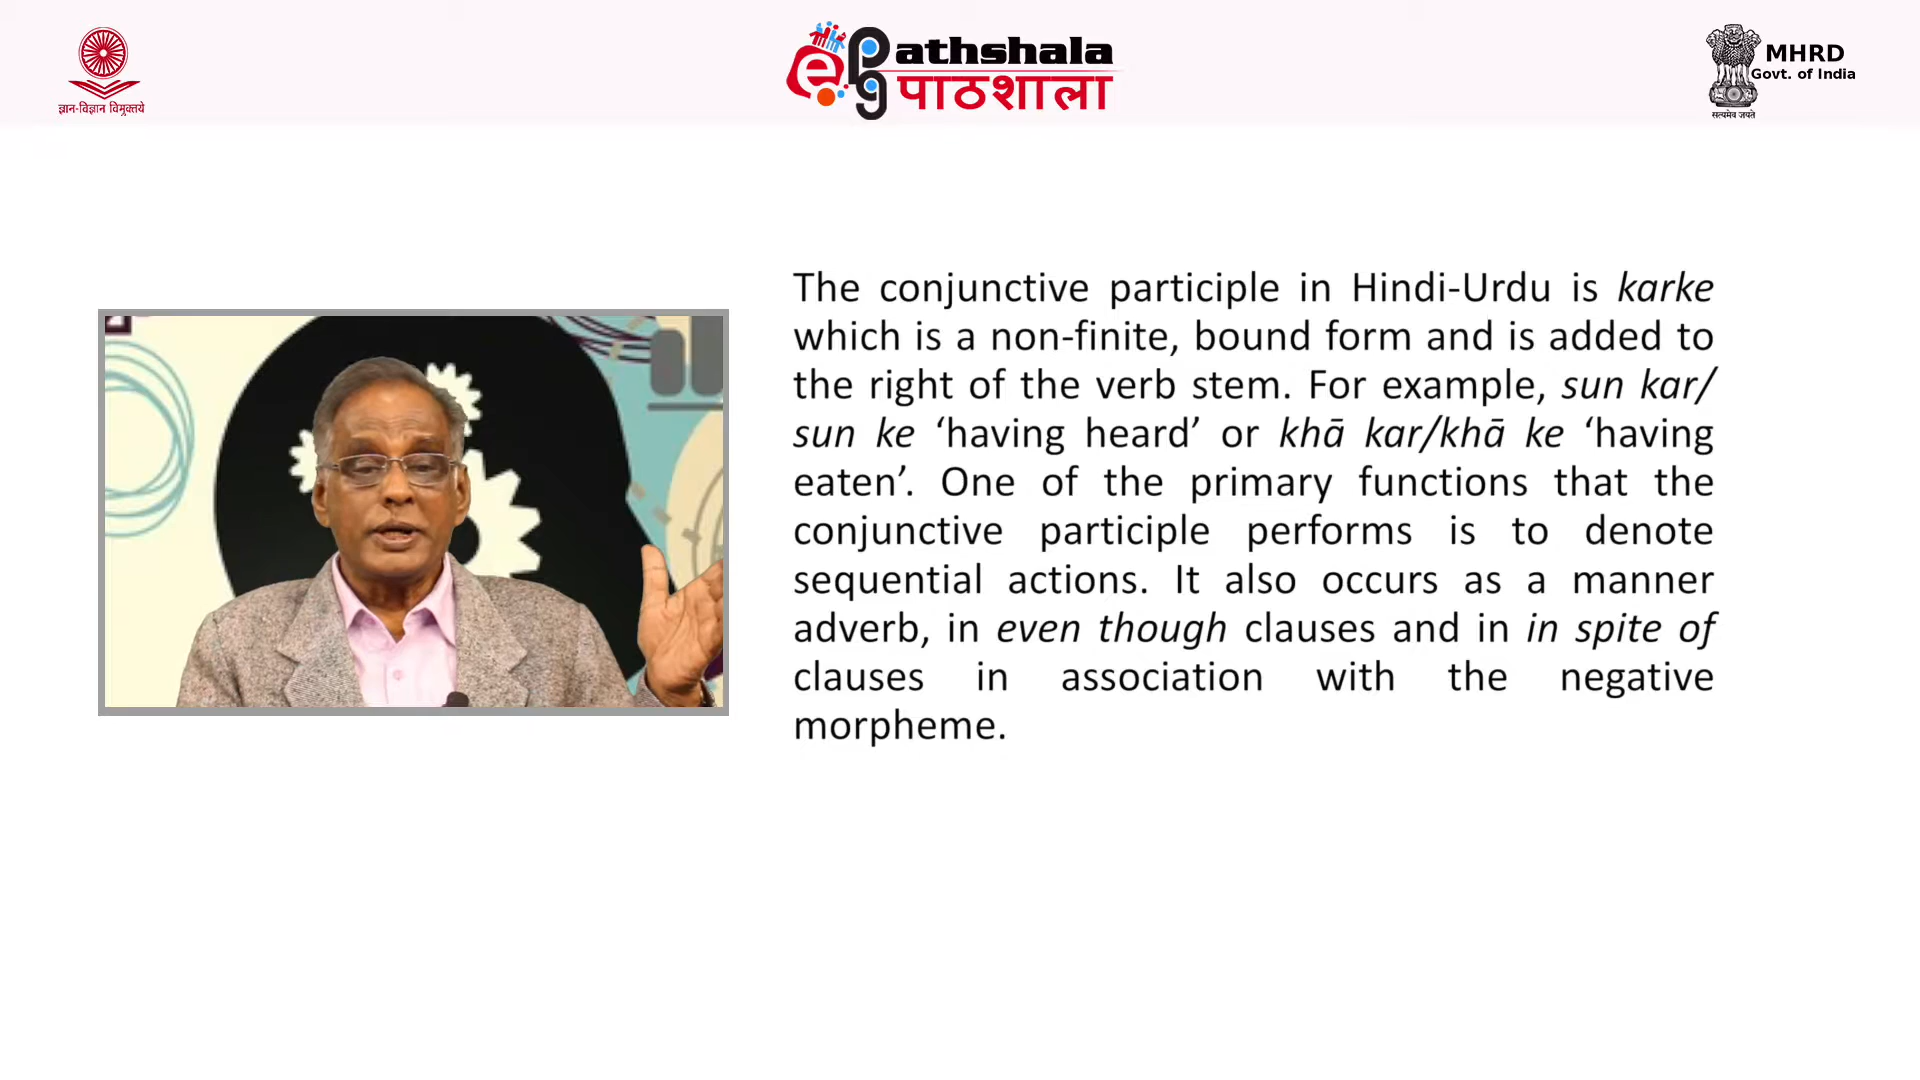 ज्ञान-विज्ञान विमुक्तये
e pg athshala
पाठशाला
MHRD
Govt. of India
सत्यमेव जयते
The conjunctive participle in Hindi-Urdu is karke
which is a non-finite, bound form and is added to
the right of the verb stem. For example, sun kar/
sun ke ‘having heard’ or khā kar/khā ke ‘having
eaten’. One of the primary functions that the
conjunctive participle performs is to denote
sequential actions. It also occurs as a manner
adverb, in even though clauses and in in spite of
clauses in association with the negative
morpheme.